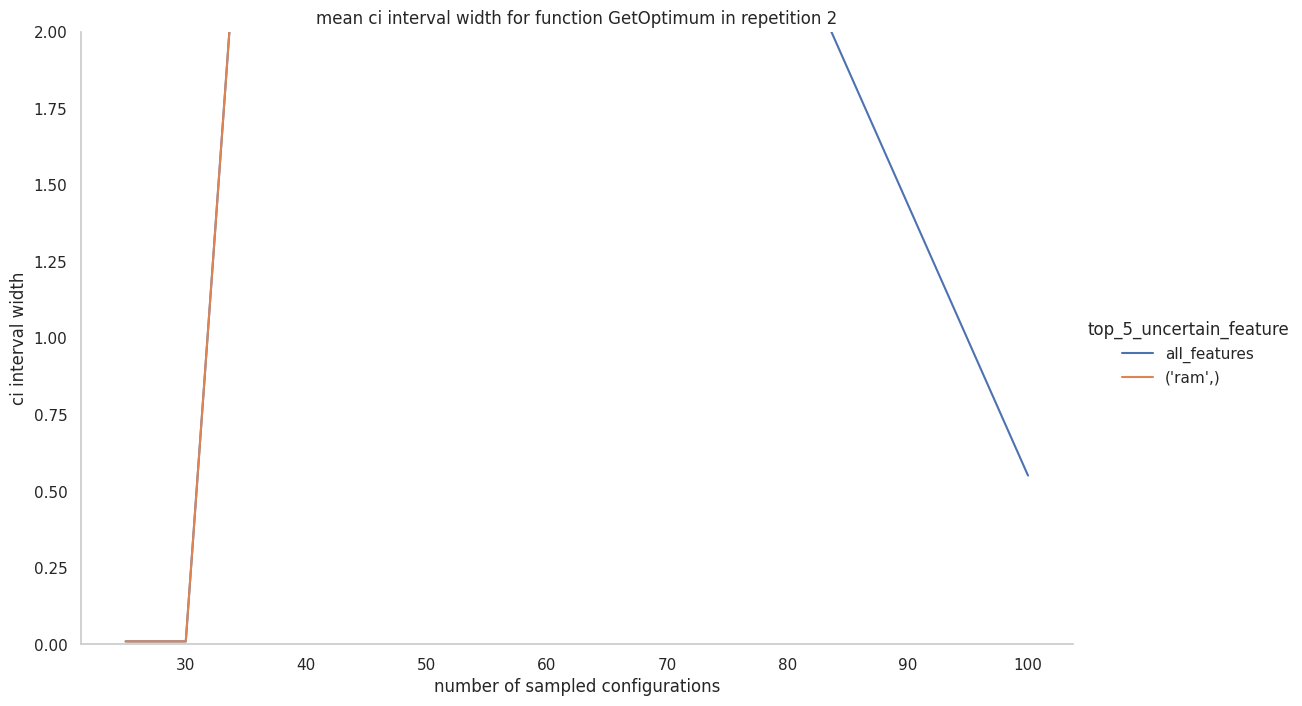 mean ci interval width for function GetOptimum in repetition 2
2.00
1.75
1.50
1.25
1.00
0.75
0.50
0.25
0.00
ci interval width
30 40 50 60 70 80 90 100
number of sampled configurations
top_5_uncertain_feature
all_features
('ram',)